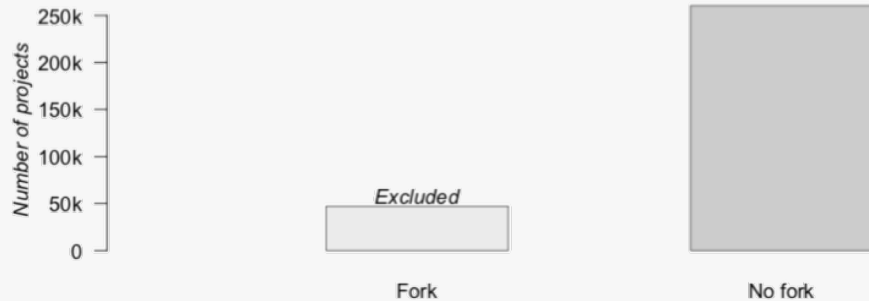 Number of projects
250k
200k
150k
100k
50k
0
Excluded
Fork
No fork